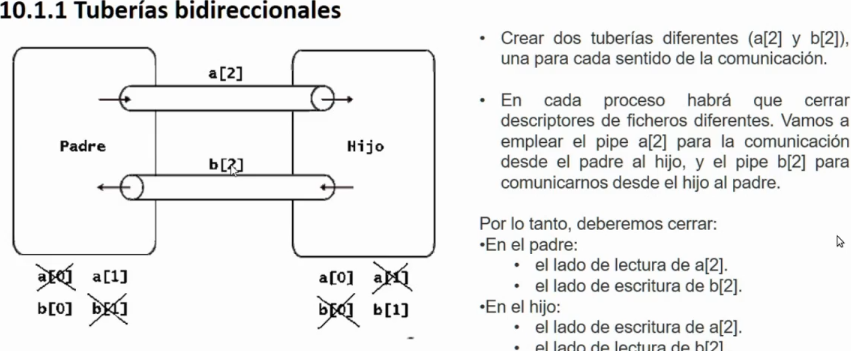 10.1.1 Tuberías bidireccionales
a[2]
Padre
Hijo
b[2]
a[0] a[1]
b[0] b[1]
a[0] a[1]
b[0] b[1]
• Crear dos tuberías diferentes (a[2] y b[2]),
una para cada sentido de la comunicación.
• En cada proceso habrá que cerrar
descriptores de ficheros diferentes. Vamos a
emplear el pipe a[2] para la comunicación
desde el padre al hijo, y el pipe b[2] para
comunicarnos desde el hijo al padre.
Por lo tanto, deberemos cerrar:
•En el padre:
• el lado de lectura de a[2].
• el lado de escritura de b[2].
•En el hijo:
• el lado de escritura de a[2].
• el lado de lectura de b[2]